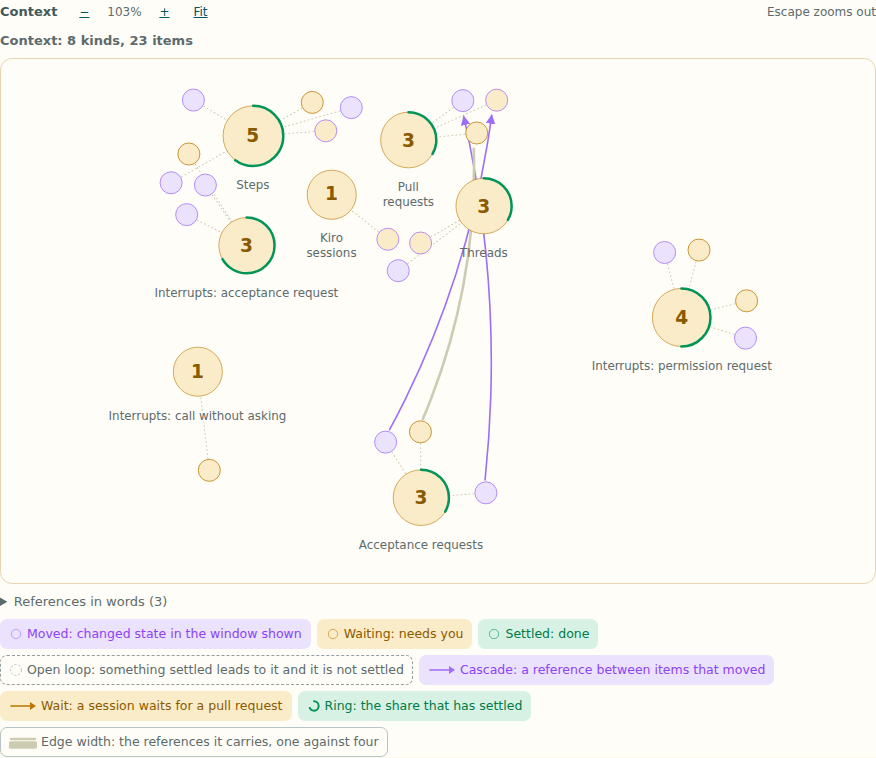 Context − 103% + Fit Escape zooms out
Context: 8 kinds, 23 items
5
Steps
3
Pull
requests
1
Kiro
sessions
3
Threads
3
Interrupts: acceptance request
4
Interrupts: permission request
1
Interrupts: call without asking
3
Acceptance requests
References in words (3)
Moved: changed state in the window shown
Waiting: needs you
Settled: done
Open loop: something settled leads to it and it is not settled
Cascade: a reference between items that moved
Wait: a session waits for a pull request
Ring: the share that has settled
Edge width: the references it carries, one against four